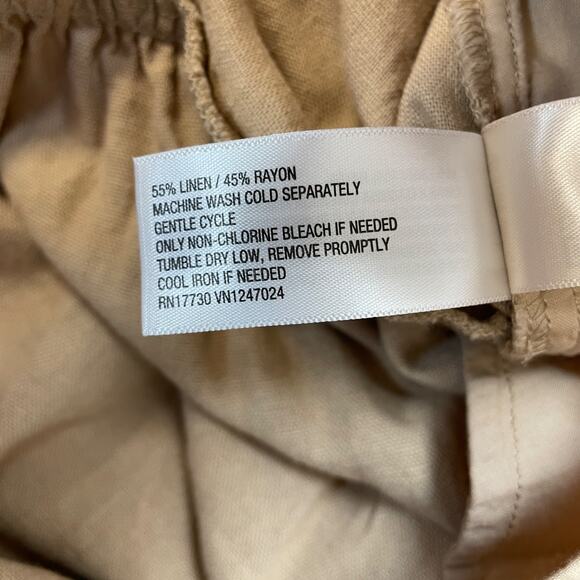 55% LINEN / 45% RAYON
MACHINE WASH COLD SEPARATELY
GENTLE CYCLE
ONLY NON-CHLORINE BLEACH IF NEEDED
TUMBLE DRY LOW, REMOVE PROMPTLY
COOL IRON IF NEEDED
RN17730 VN1247024